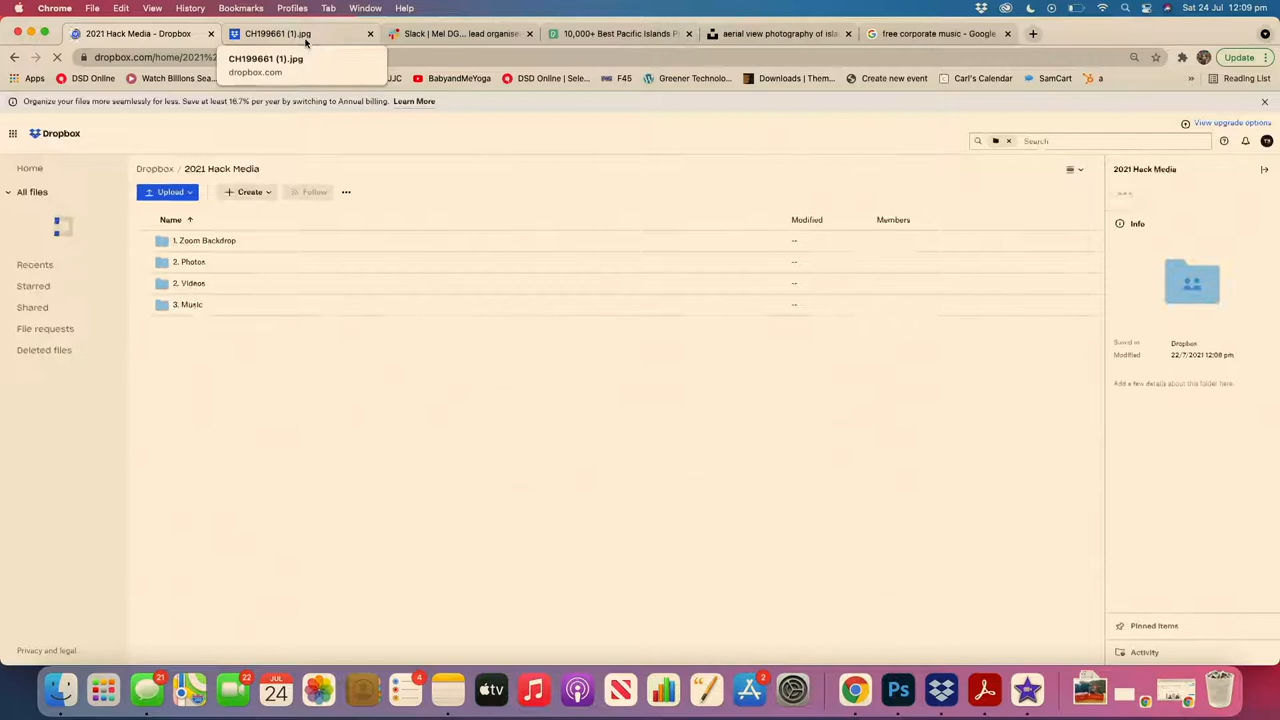 Chrome File Edit View History Bookmarks Profiles Tab Window Help Sat 24 Jul 12:09 pm
2021 Hack Media - Dropbox CH199661 (1).jpg Slack | Mel DG... lead organise 10,000+ Best Pacific Islands P aerial view photography of isla free corporate music - Google
dropbox.com/home/2021%2 Update
CH199661 (1).jpg
dropbox.com
Apps DSD Online Watch Billions Sea JJC BabyandMeYoga DSD Online | Sele... F45 Greener Technolo... Downloads | Them... Create new event Carl's Calendar SamCart a » Reading List
Organize your files more seamlessly for less. Save at least 16.7% per year by switching to Annual billing. Learn More
View upgrade options
Dropbox
Search
Home
All files
Recents
Starred
Shared
File requests
Deleted files
Privacy and legal
Dropbox / 2021 Hack Media
Upload Create Follow
Name Modified Members
1. Zoom Backdrop --
2. Photos --
2. Videos --
3. Music --
2021 Hack Media
Info
Saved in Dropbox
Modified 22/7/2021 12:08 pm
Add a few details about this folder here.
Pinned items
Activity
21
22
JUL
24
4
tv
2
Ps